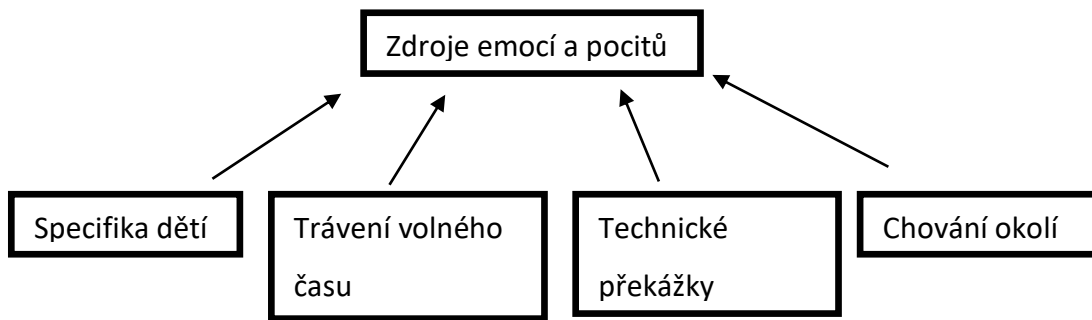 Zdroje emocí a pocitů
Specifika dětí
Trávení volného
času
Technické
překážky
Chování okolí